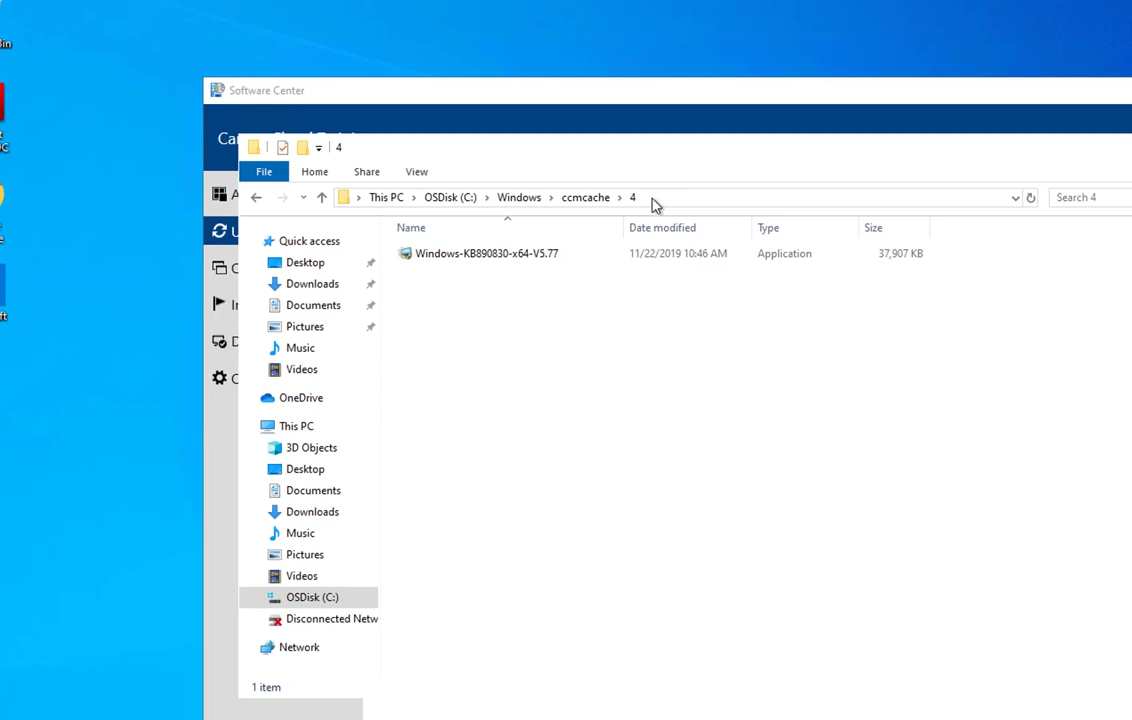 Software Center
4
File Home Share View
This PC OSDisk (C:) Windows ccmcache 4
Search 4
Name Date modified Type Size
Windows-KB890830-x64-V5.77 11/22/2019 10:46 AM Application 37,907 KB
Quick access
Desktop
Downloads
Documents
Pictures
Music
Videos
OneDrive
This PC
3D Objects
Desktop
Documents
Downloads
Music
Pictures
Videos
OSDisk (C:)
Disconnected Netw
Network
1 item